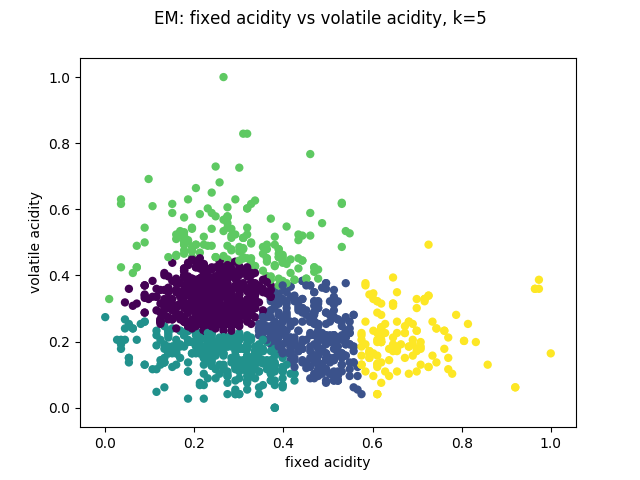 EM: fixed acidity vs volatile acidity, k=5
1.0
0.8
0.6
0.4
0.2
0.0
volatile acidity
0.0 0.2 0.4 0.6 0.8 1.0
fixed acidity